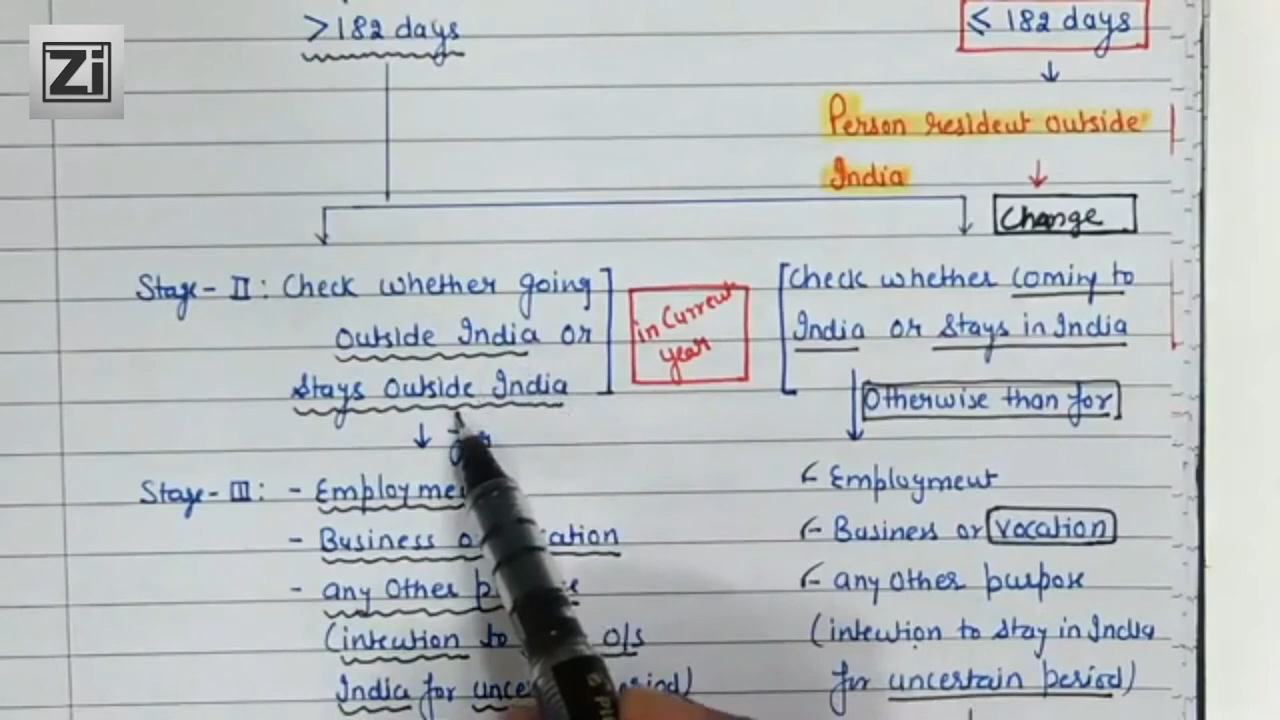 Zi
>182 days
≤ 182 days
Person resident outside
India
Change
Stage-II: Check whether going
outside India or
Stays Outside India
in Current
year
Check whether coming to
India or Stays in India
Otherwise than for
Stage-III: - Employment
- Business or
- any Other
(intention to O/S
India for
- Employment
- Business or vocation
- any other purpose
(intention to stay in India
for uncertain period)